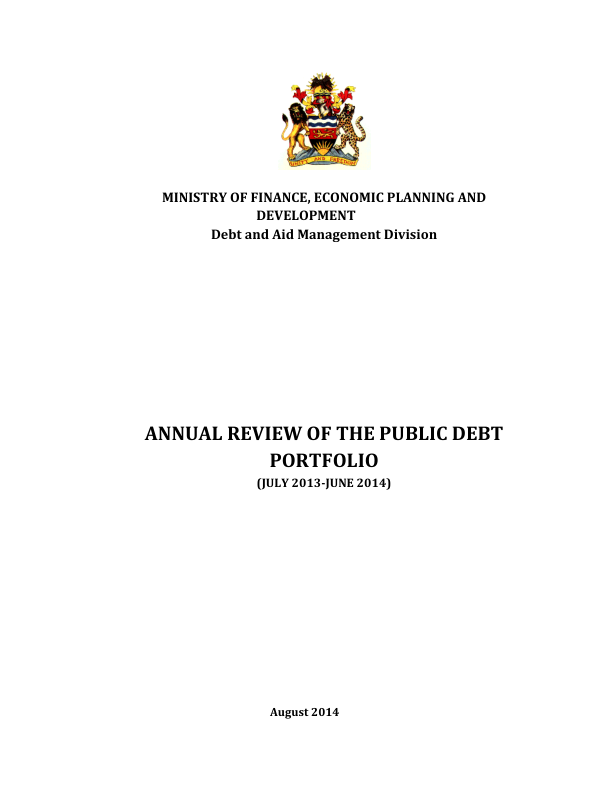 MINISTRY OF FINANCE, ECONOMIC PLANNING AND
DEVELOPMENT
Debt and Aid Management Division
ANNUAL REVIEW OF THE PUBLIC DEBT
PORTFOLIO
(JULY 2013-JUNE 2014)
August 2014